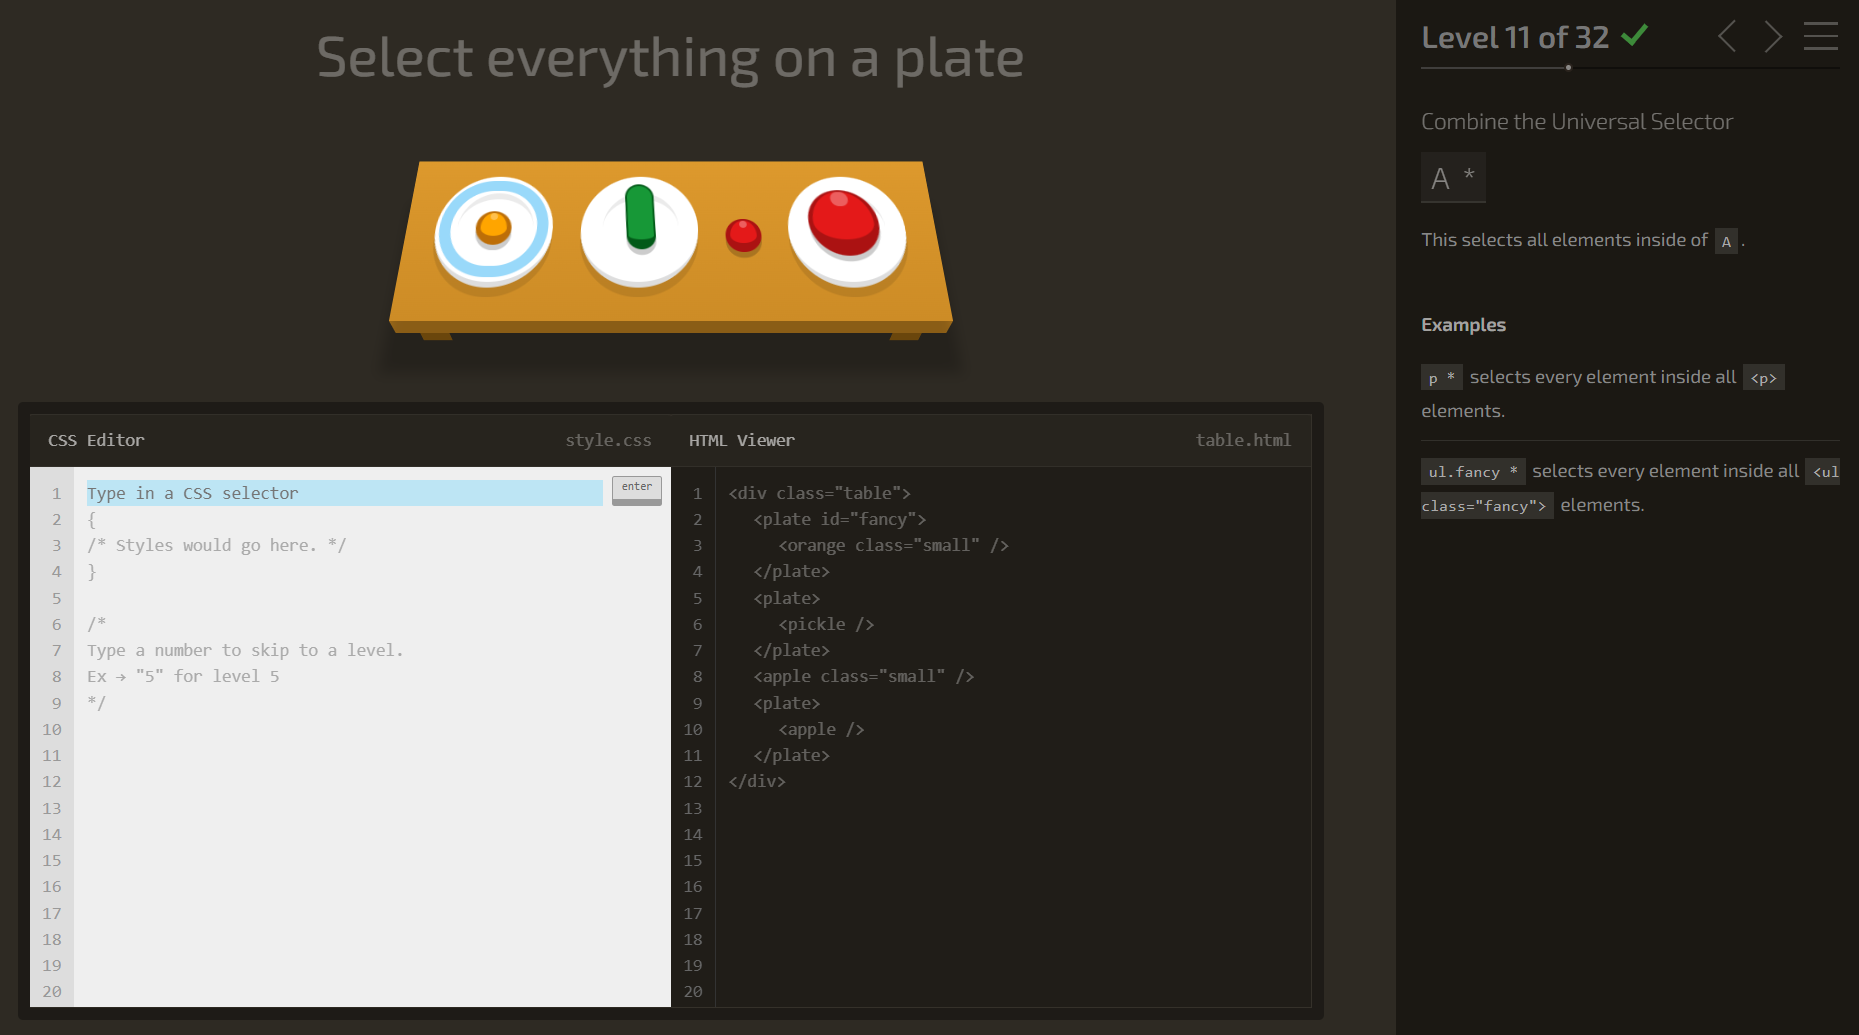 Select everything on a plate
CSS Editor
style.css
1
Type in a CSS selector
enter
2
{
3
/* Styles would go here. */
4
}
5
6
/*
7
Type a number to skip to a level.
8
Ex → "5" for level 5
9
*/
10
11
12
13
14
15
16
17
18
19
20
HTML Viewer
table.html
1
<div class="table">
2
<plate id="fancy">
3
<orange class="small" />
4
</plate>
5
<plate>
6
<pickle />
7
</plate>
8
<apple class="small" />
9
<plate>
10
<apple />
11
</plate>
12
</div>
13
14
15
16
17
18
19
20
Level 11 of 32
Combine the Universal Selector
A *
This selects all elements inside of A .
Examples
p * selects every element inside all <p>
elements.
ul.fancy * selects every element inside all <ul
class="fancy"> elements.